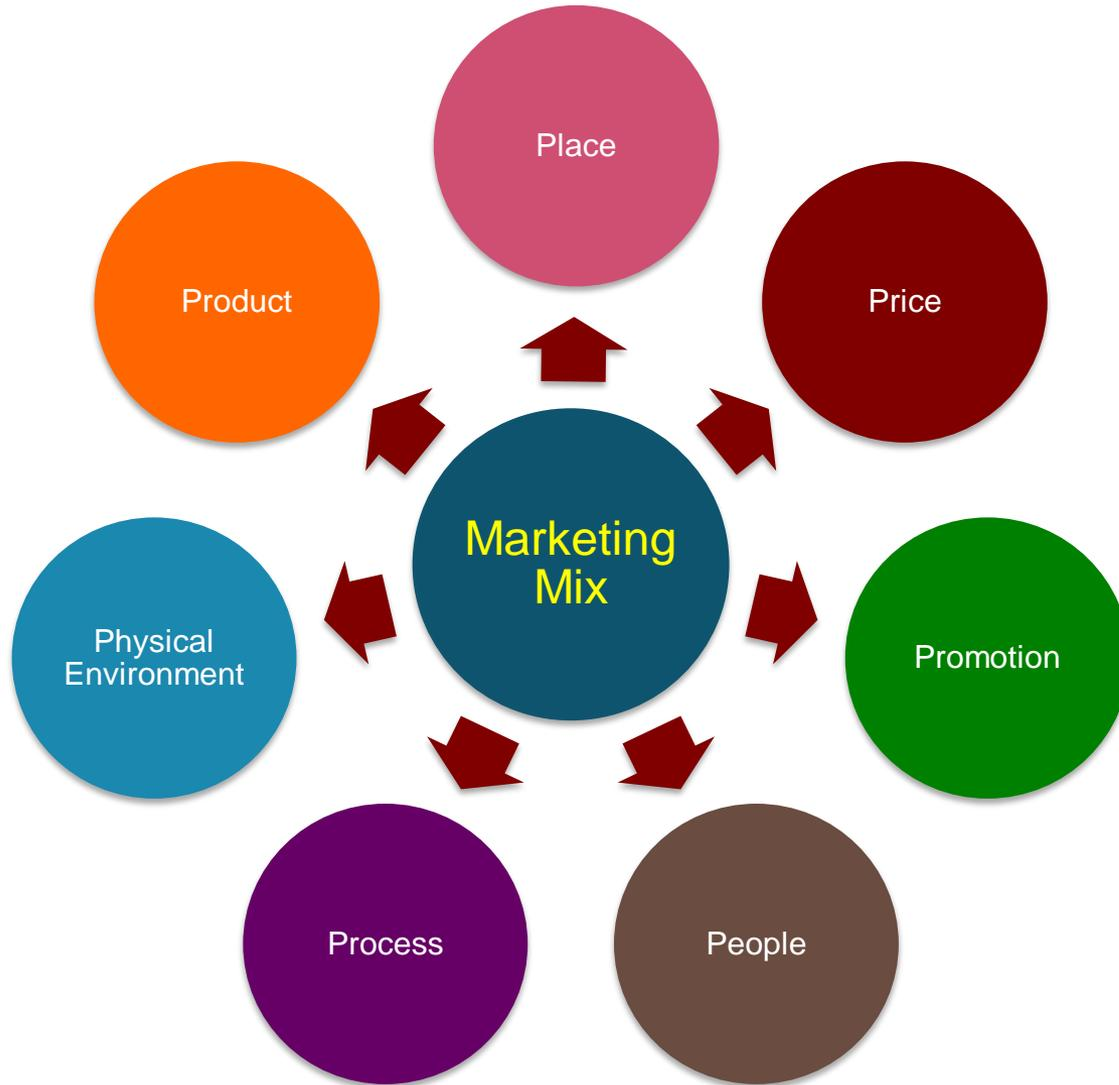 Place
Product
Price
Marketing
Mix
Physical
Environment
Promotion
Process
People